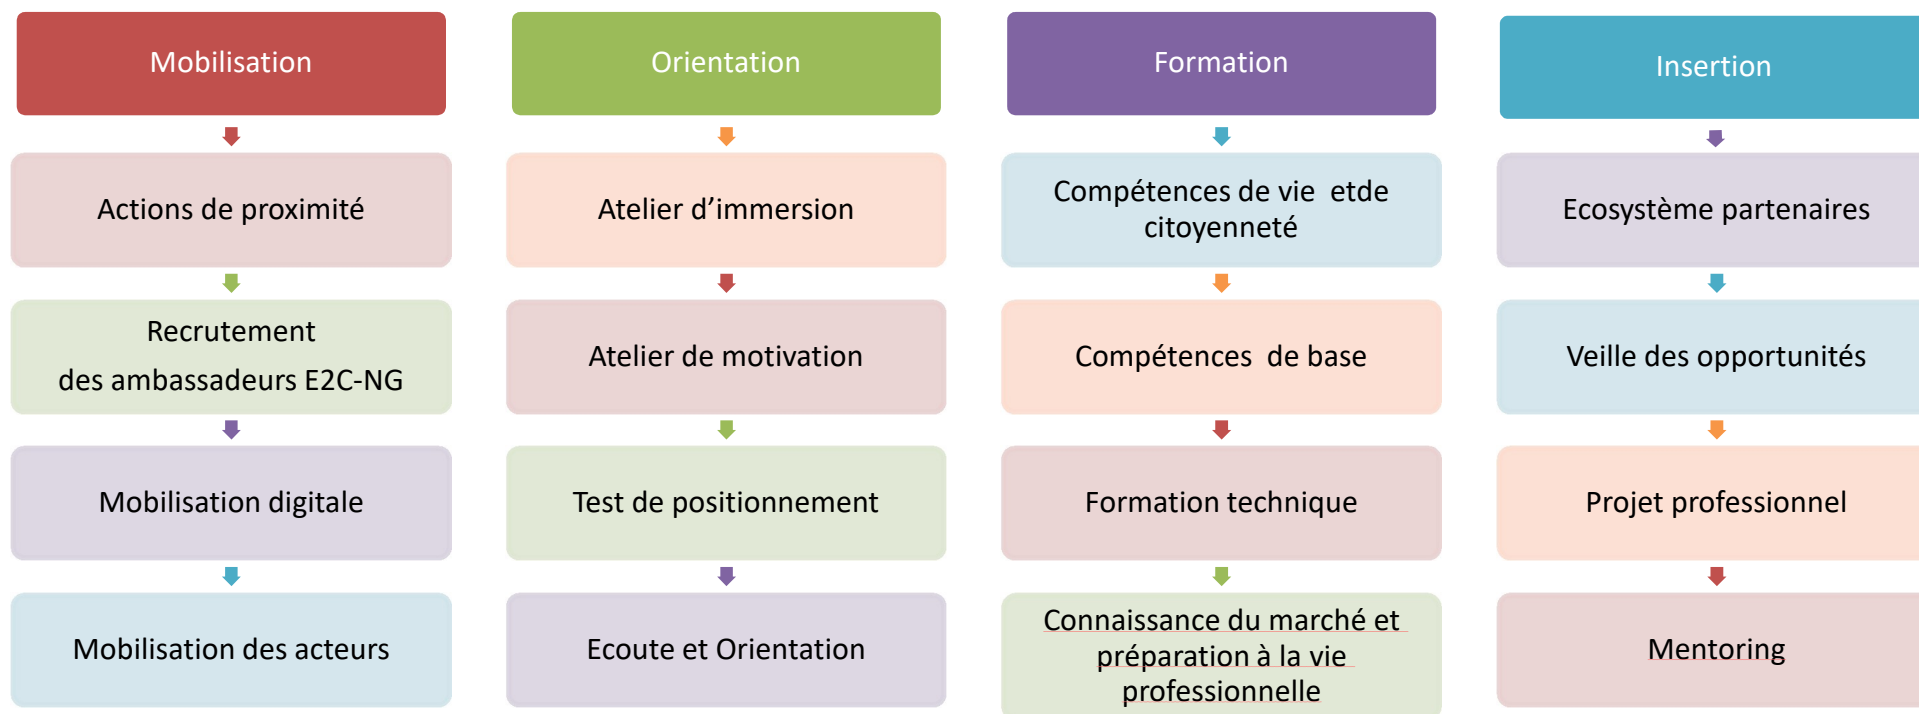 Mobilisation
Actions de proximité
Recrutement
des ambassadeurs E2C-NG
Mobilisation digitale
Mobilisation des acteurs
Orientation
Atelier d’immersion
Atelier de motivation
Test de positionnement
Ecoute et Orientation
Formation
Compétences de vie  etde
citoyenneté
Compétences  de base
Formation technique
Connaissance du marché et
préparation à la vie
professionnelle
Insertion
Ecosystème partenaires
Veille des opportunités
Projet professionnel
Mentoring